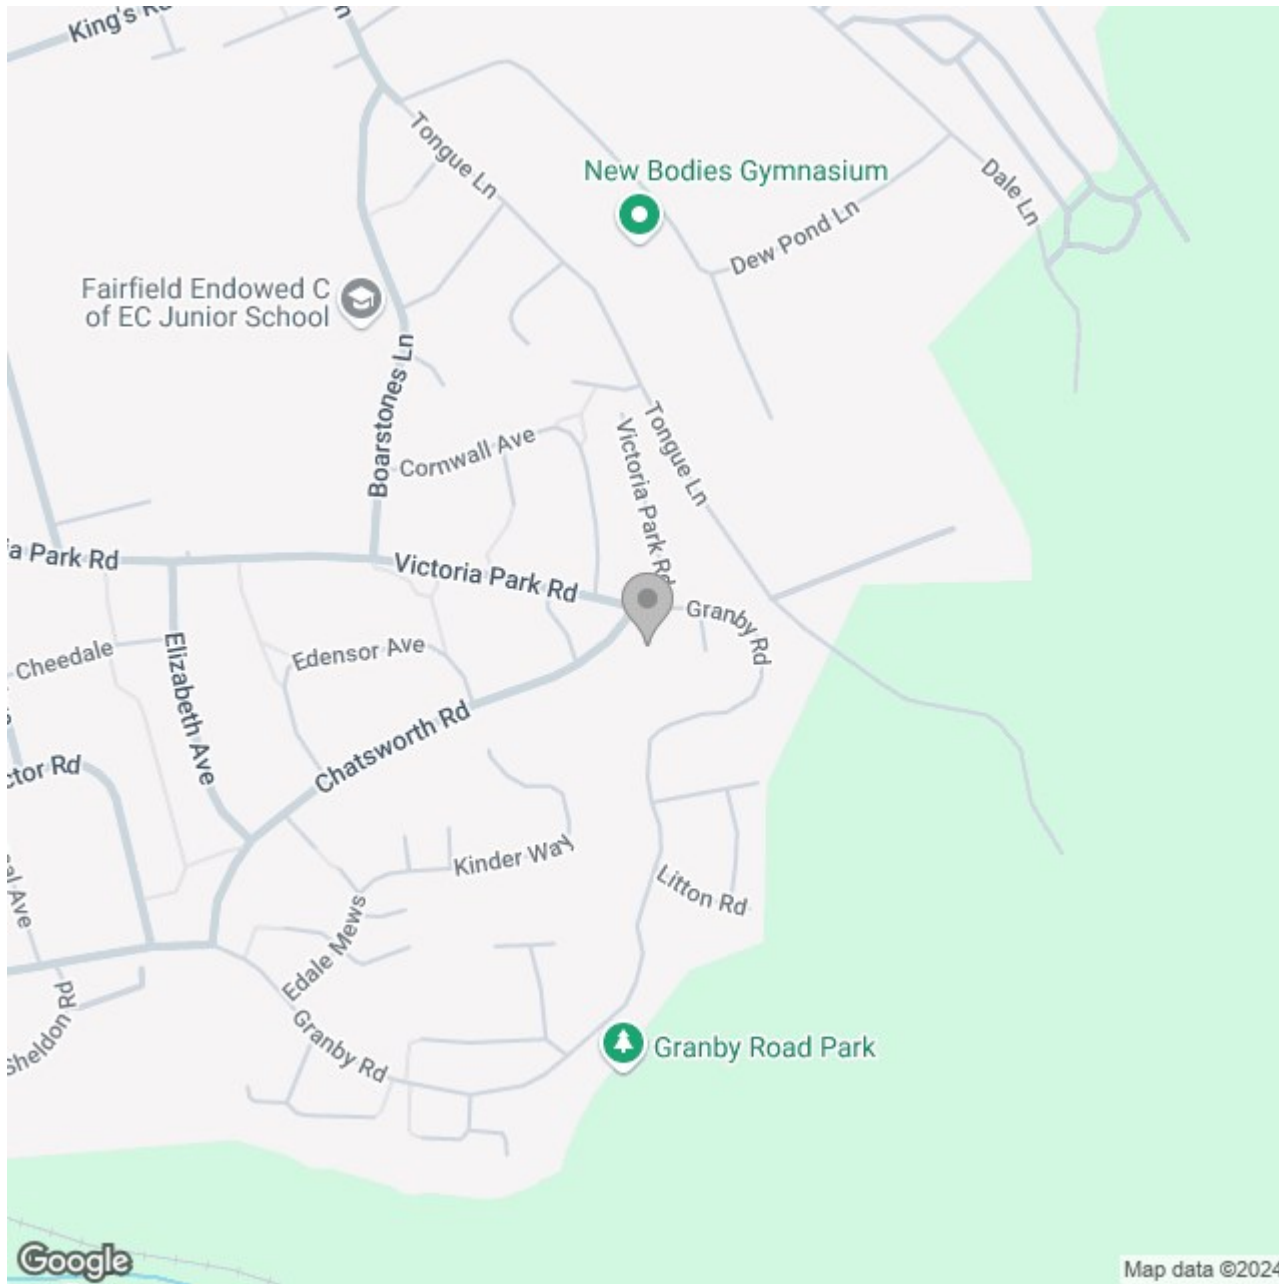 King's
Tongue Ln
New Bodies Gymnasium
Dale Ln
Dew Pond Ln
Fairfield Endowed C
of EC Junior School
Boarstones Ln
Cornwall Ave
Victoria Park Rd
Tongue Ln
Park Rd
Victoria Park Rd
Granby Rd
Elizabeth Ave
Edensor Ave
Cheedale
Chatsworth Rd
Rd
Kinder Way
Litton Rd
Ave
Edale Mews
Sheldon Rd
Granby Rd
Granby Road Park
Google
Map data ©2024